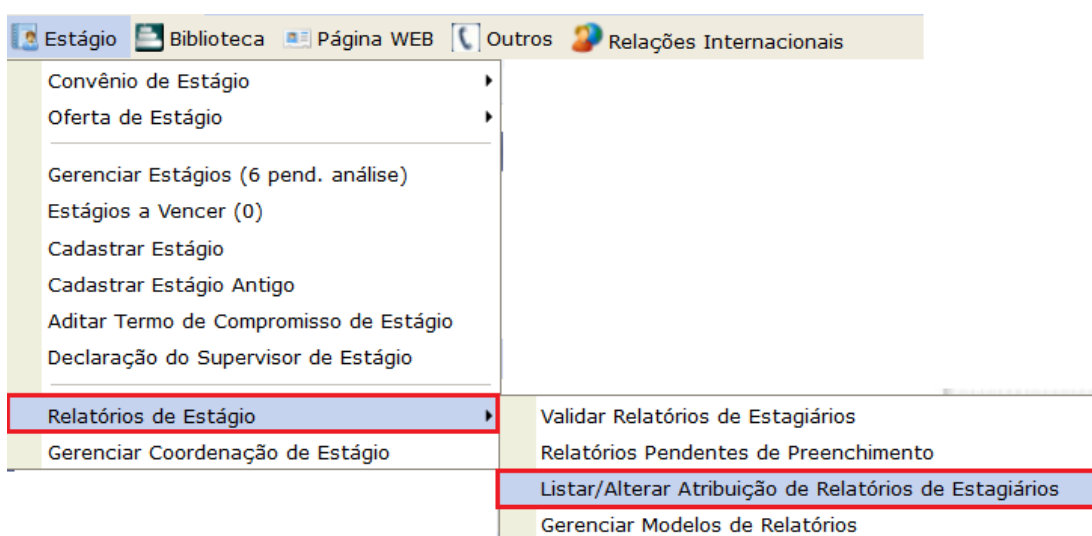 Estágio Biblioteca Página WEB Outros Relações Internacionais
Convênio de Estágio
Oferta de Estágio
Gerenciar Estágios (6 pend. análise)
Estágios a Vencer (0)
Cadastrar Estágio
Cadastrar Estágio Antigo
Aditar Termo de Compromisso de Estágio
Declaração do Supervisor de Estágio
Relatórios de Estágio
Gerenciar Coordenação de Estágio
Validar Relatórios de Estagiários
Relatórios Pendentes de Preenchimento
Listar/Alterar Atribuição de Relatórios de Estagiários
Gerenciar Modelos de Relatórios